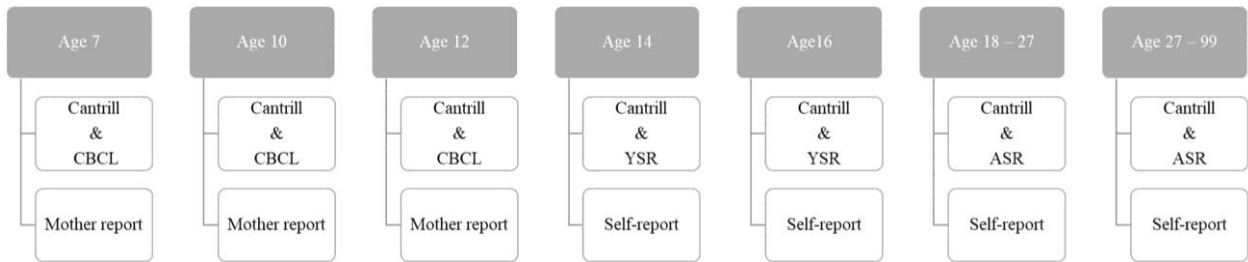 Age 7
Cantrill
&
CBCL
Mother report
Age 10
Cantrill
&
CBCL
Mother report
Age 12
Cantrill
&
CBCL
Mother report
Age 14
Cantrill
&
YSR
Self-report
Age16
Cantrill
&
YSR
Self-report
Age 18 – 27
Cantrill
&
ASR
Self-report
Age 27 – 99
Cantrill
&
ASR
Self-report